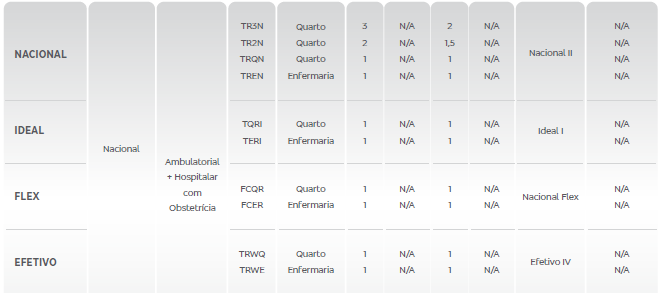 NACIONAL
Nacional
Ambulatorial
+ Hospitalar
com
Obstetrícia
TR3N Quarto 3 N/A 2 N/A Nacional II N/A
TR2N Quarto 2 N/A 1,5 N/A N/A
TRQN Quarto 1 N/A 1 N/A N/A
TREN Enfermaria 1 N/A 1 N/A N/A
IDEAL
TQRI Quarto 1 N/A 1 N/A Ideal I N/A
TERI Enfermaria 1 N/A 1 N/A N/A
FLEX
FCQR Quarto 1 N/A 1 N/A Nacional Flex N/A
FCER Enfermaria 1 N/A 1 N/A N/A
EFETIVO
TRWQ Quarto 1 N/A 1 N/A Efetivo IV N/A
TRWE Enfermaria 1 N/A 1 N/A N/A